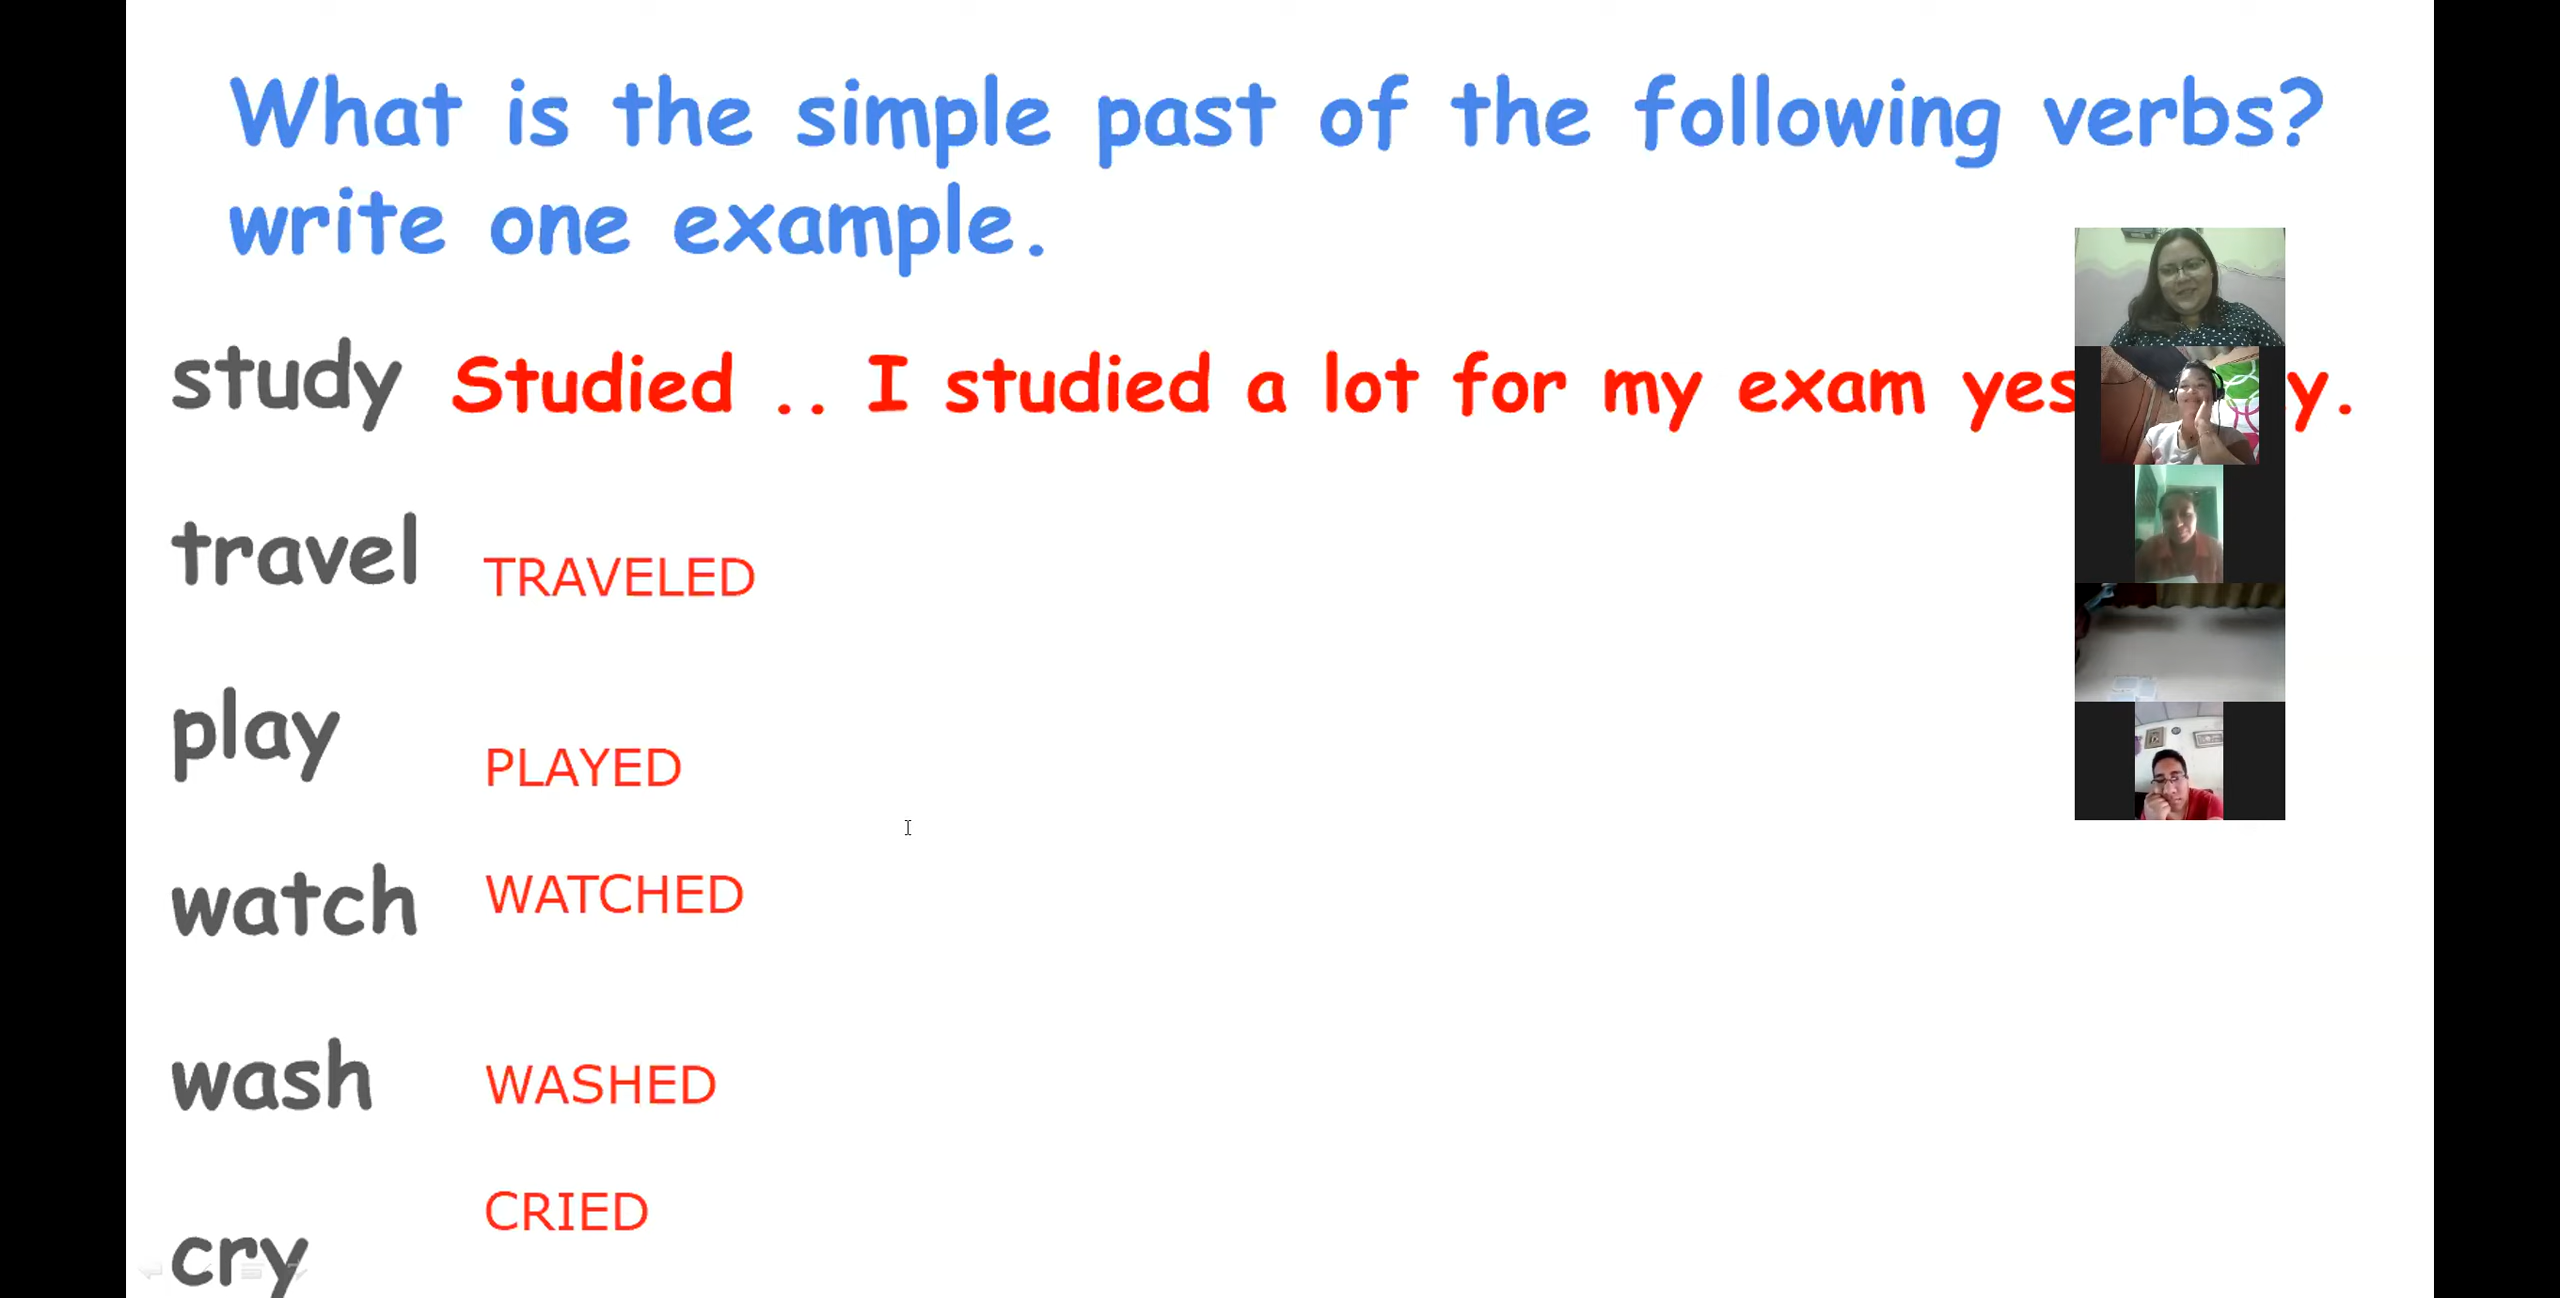 What is the simple past of the following verbs?
write one example.
study Studied .. I studied a lot for my exam
travel TRAVELED
play PLAYED
watch WATCHED
wash WASHED
cry CRIED